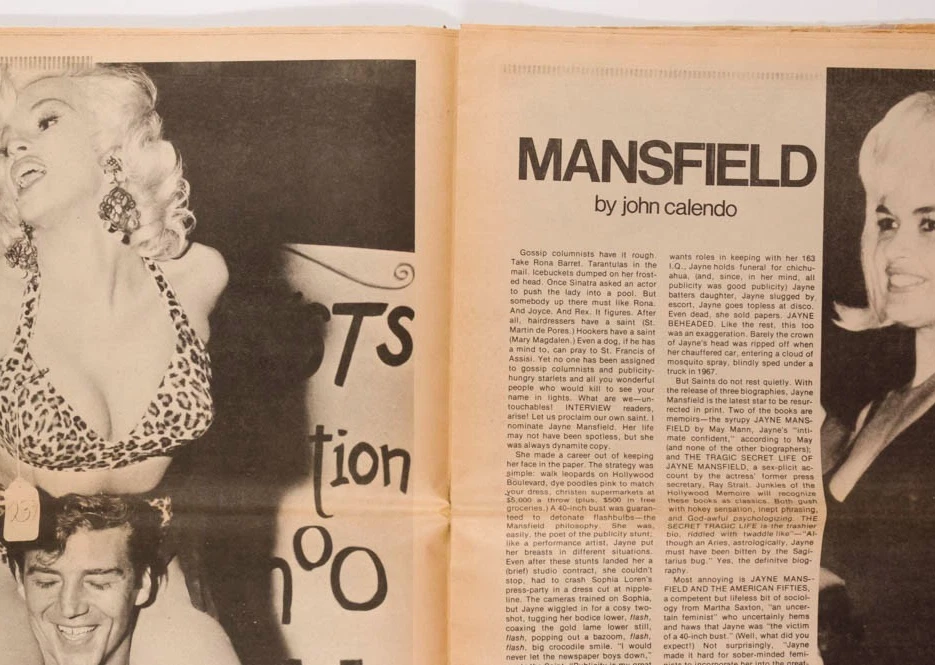 STS
tion
noo
23
MANSFIELD
by john calendo
Gossip columnists have it rough.
Take Rona Barret. Tarantulas in the
mail. Icebuckets dumped on her frost-
ed head. Once Sinatra asked an actor
to push the lady into a pool. But
somebody up there must like Rona.
And Joyce. And Rex. It figures. After
all, hairdressers have a saint (St.
Martin de Pores.) Hookers have a saint
(Mary Magdalen.) Even a dog, if he has
a mind to, can pray to St. Francis of
Assisi. Yet no one has been assigned
to gossip columnists and publicity-
hungry starlets and all you wonderful
people who would kill to see your
name in lights. What are we—un-
touchables! INTERVIEW readers,
arise! Let us proclaim our own saint. I
nominate Jayne Mansfield. Her life
may not have been spotless, but she
was always dynamite copy.
She made a career out of keeping
her face in the paper. The strategy was
simple: walk leopards on Hollywood
Boulevard, dye poodles pink to match
your dress, christen supermarkets at
$5,000 a throw (plus, $500 in free
groceries.) A 40-inch bust was guaran-
teed to detonate flashbulbs—the
Mansfield philosophy. She was,
easily, the poet of the publicity stunt;
like a performance artist, Jayne put
her breasts in different situations.
Even after these stunts landed her a
(brief) studio contract, she couldn't
stop, had to crash Sophia Loren's
press-party in a dress cut at nipple-
line. The cameras trained on Sophia,
but Jayne wiggled in for a cosy two-
shot, tugging her bodice lower, flash,
coaxing the gold lame lower still,
flash, popping out a bazoom, flash,
flash, big crocodile smile. "I would
never let the newspaper boys down,"
wants roles in keeping with her 163
I.Q., Jayne holds funeral for chichu-
ahua, (and, since, in her mind, all
publicity was good publicity) Jayne
batters daughter, Jayne slugged by
escort, Jayne goes topless at disco.
Even dead, she sold papers. JAYNE
BEHEADED. Like the rest, this too
was an exaggeration. Barely the crown
of Jayne's head was ripped off when
her chauffered car, entering a cloud of
mosquito spray, blindly sped under a
truck in 1967.
But Saints do not rest quietly. With
the release of three biographies, Jayne
Mansfield is the latest star to be resur-
rected in print. Two of the books are
memoirs—the syrupy JAYNE MANS-
FIELD by May Mann, Jayne's "inti-
mate confident," according to May
(and none of the other biographers);
and THE TRAGIC SECRET LIFE OF
JAYNE MANSFIELD, a sex-plicit ac-
count by the actress' former press
secretary, Ray Strait. Junkies of the
Hollywood Memoire will recognize
these books as classics. Both gush
with hokey sensation, inept phrasing,
and God-awful psychologizing. THE
SECRET TRAGIC LIFE is the trashier
bio, riddled with twaddle like"—"Al-
though an Aries, astrologically, Jayne
must have been bitten by the Sagi-
tarius bug." Yes, the definitive biog-
raphy.
Most annoying is JAYNE MANS-
FIELD AND THE AMERICAN FIFTIES,
a competent but lifeless bit of sociol-
ogy from Martha Saxton, "an uncer-
tain feminist" who uncertainly hems
and haws that Jayne was "the victim
of a 40-inch bust." (Well, what did you
expect!) Not surprisingly, "Jayne
made it hard for sober-minded femi-